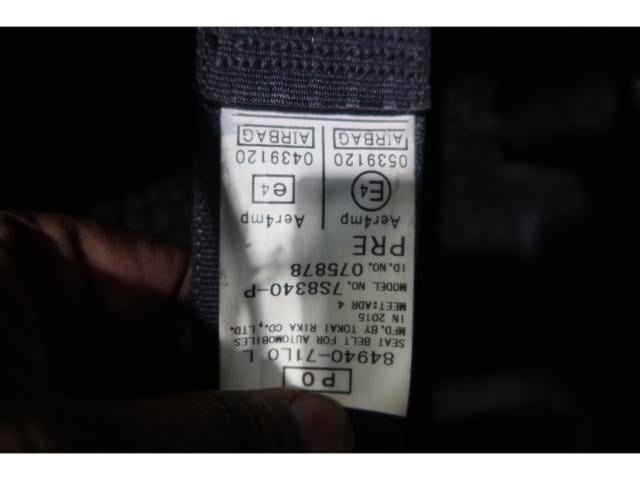 PO
84940-71L0 L
SEAT BELT FOR AUTOMOBILES
MFD.BY TOKAI RIKA CO., LTD.
IN 2015
MEET:ADR 4
MODEL NO. 7S8340-P
ID.NO. 075878
PRE
Aer4mp Aer4mp
E4 e4
0539120 0439120
AIRBAG AIRBAG